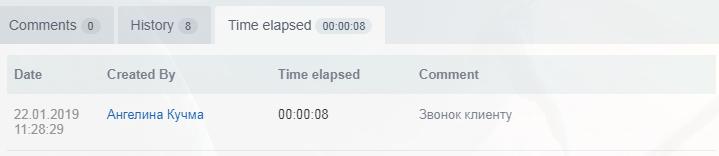 Comments 0 History 8 Time elapsed 00:00:08
Date Created By Time elapsed Comment
22.01.2019 Ангелина Кучма 00:00:08 Звонок клиенту
11:28:29